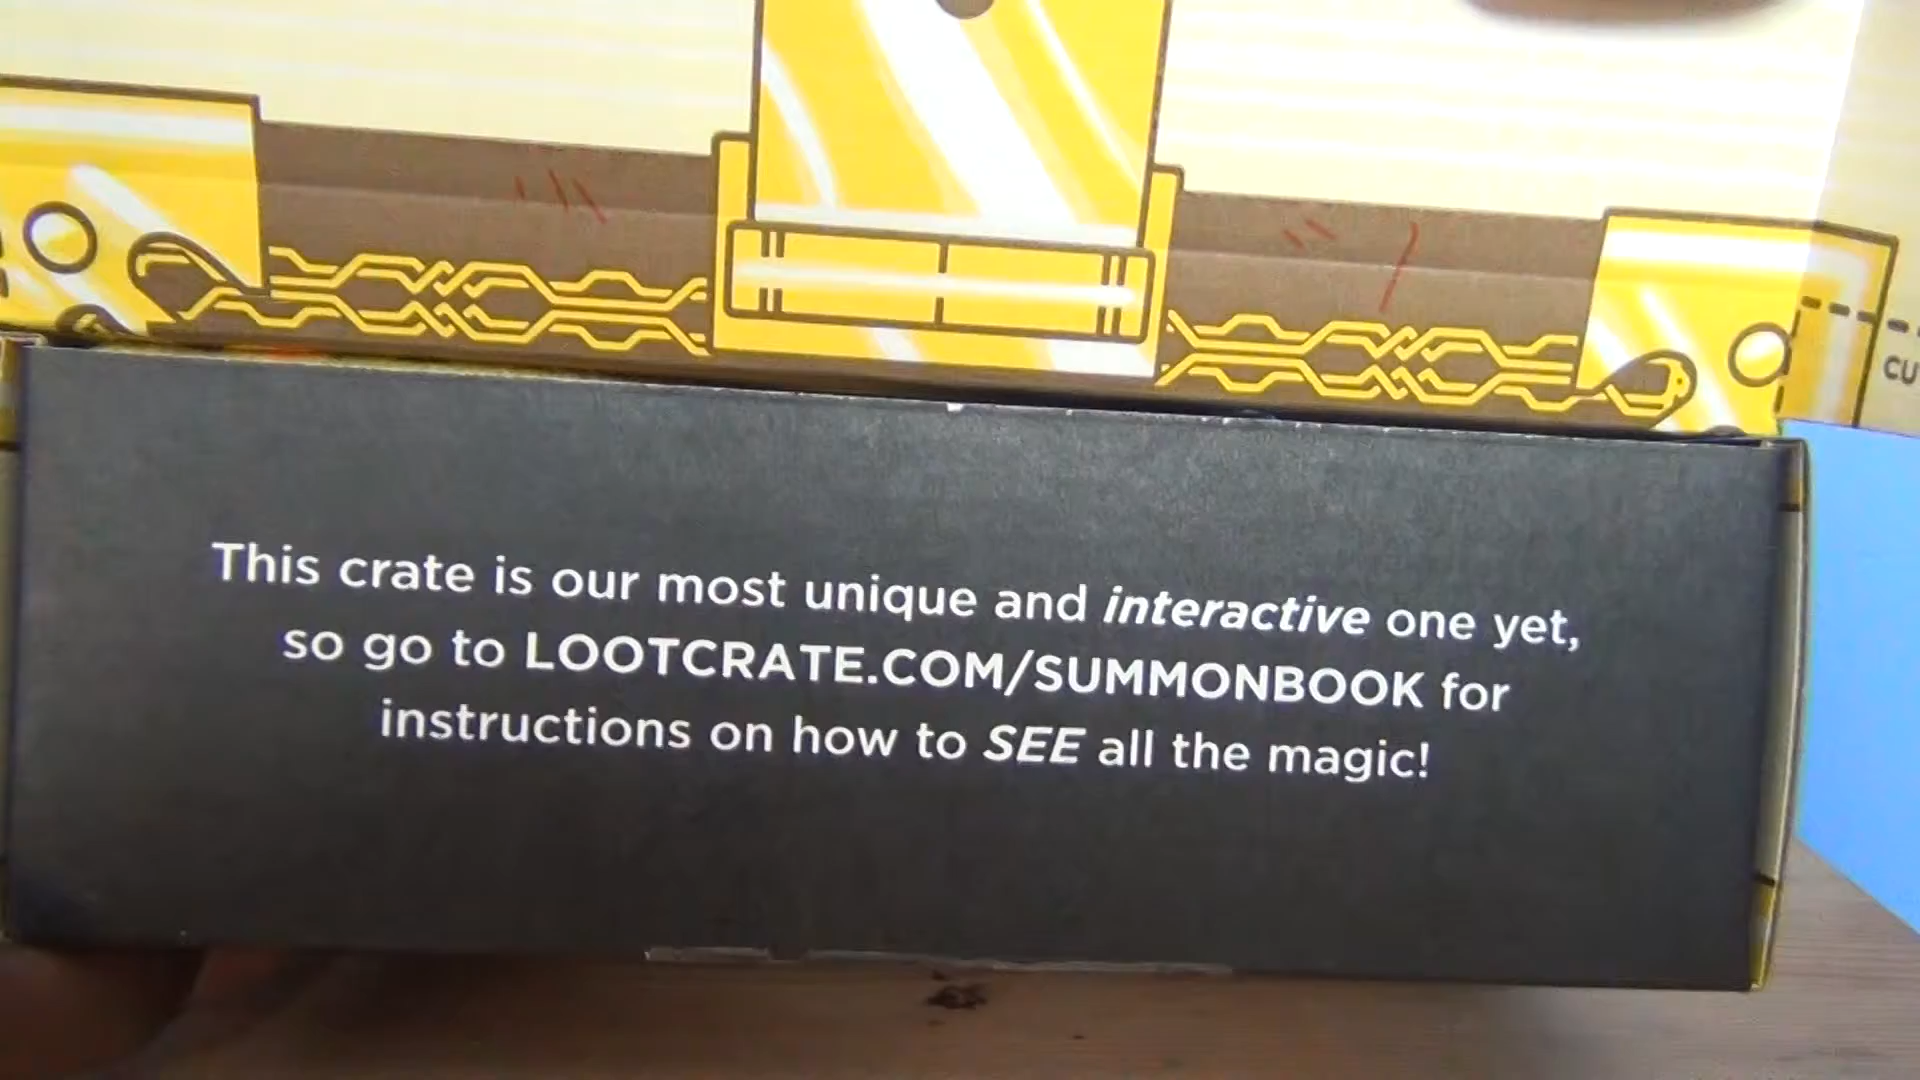 CU
This crate is our most unique and interactive one yet,
so go to LOOTCRATE.COM/SUMMONBOOK for
instructions on how to SEE all the magic!